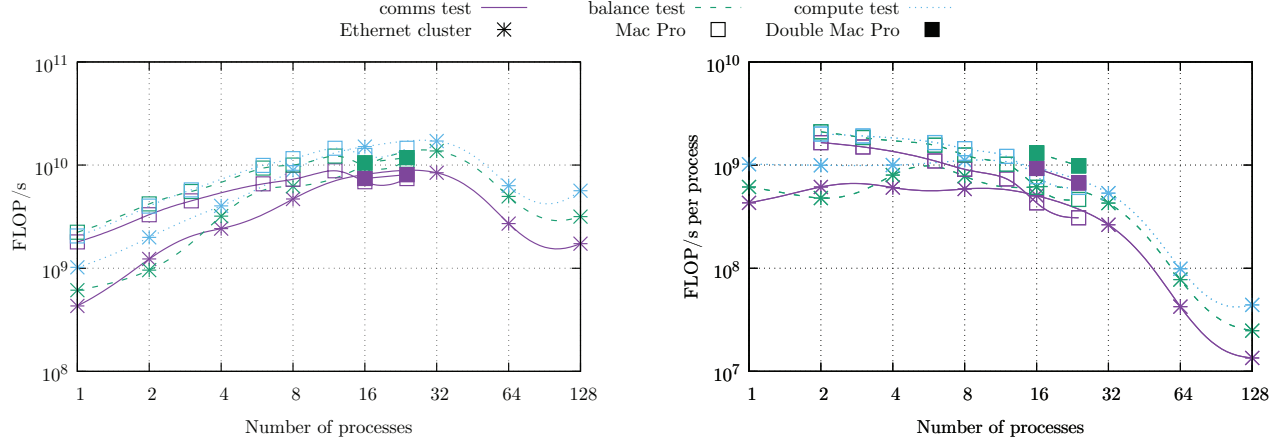 comms test balance test compute test
Ethernet cluster Mac Pro Double Mac Pro
10^11
10^10
10^9
10^8
FLOP/s
1 2 4 8 16 32 64 128
Number of processes
10^10
10^9
10^8
10^7
FLOP/s per process
1 2 4 8 16 32 64 128
Number of processes